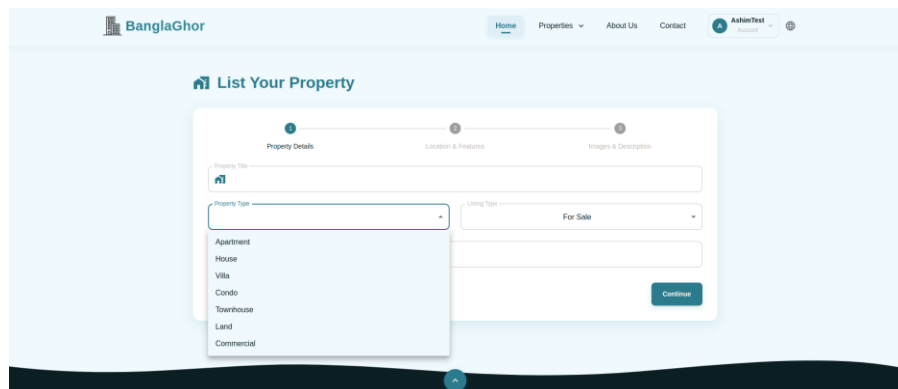 BanglaGhor
Home
Properties
About Us
Contact
A
AshimTest
Account
List Your Property
1
2
3
Property Details
Location & Features
Images & Description
Property Title
Property Type
Listing Type
For Sale
Apartment
House
Villa
Condo
Townhouse
Land
Commercial
Continue